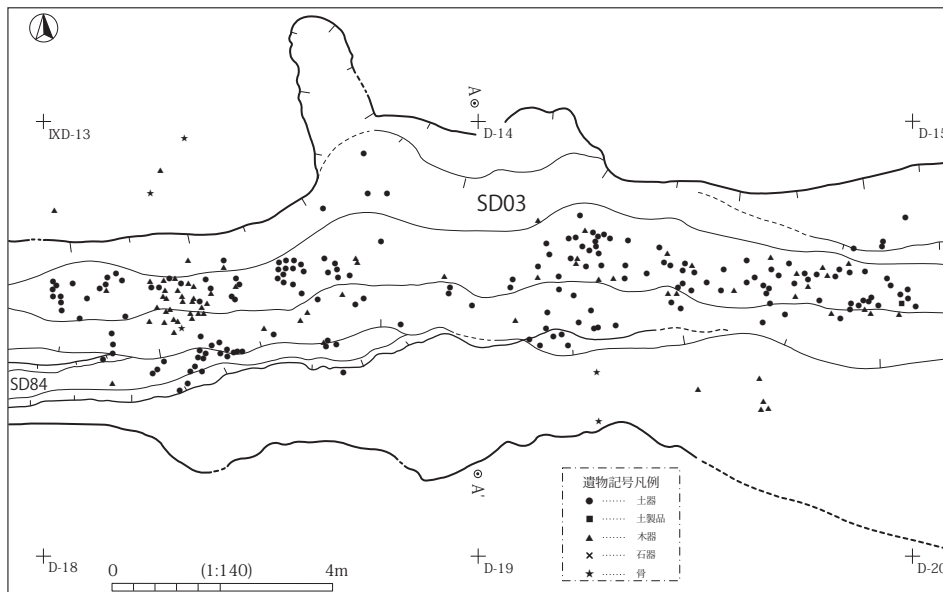 A
IXD-13
D-14
D-15
SD03
SD84
A'
遺物記号凡例
● ········ 土器
■ ········ 土製品
▲ ········ 木器
× ········ 石器
★ ········ 骨
D-18
D-19
D-20
0 (1:140) 4m